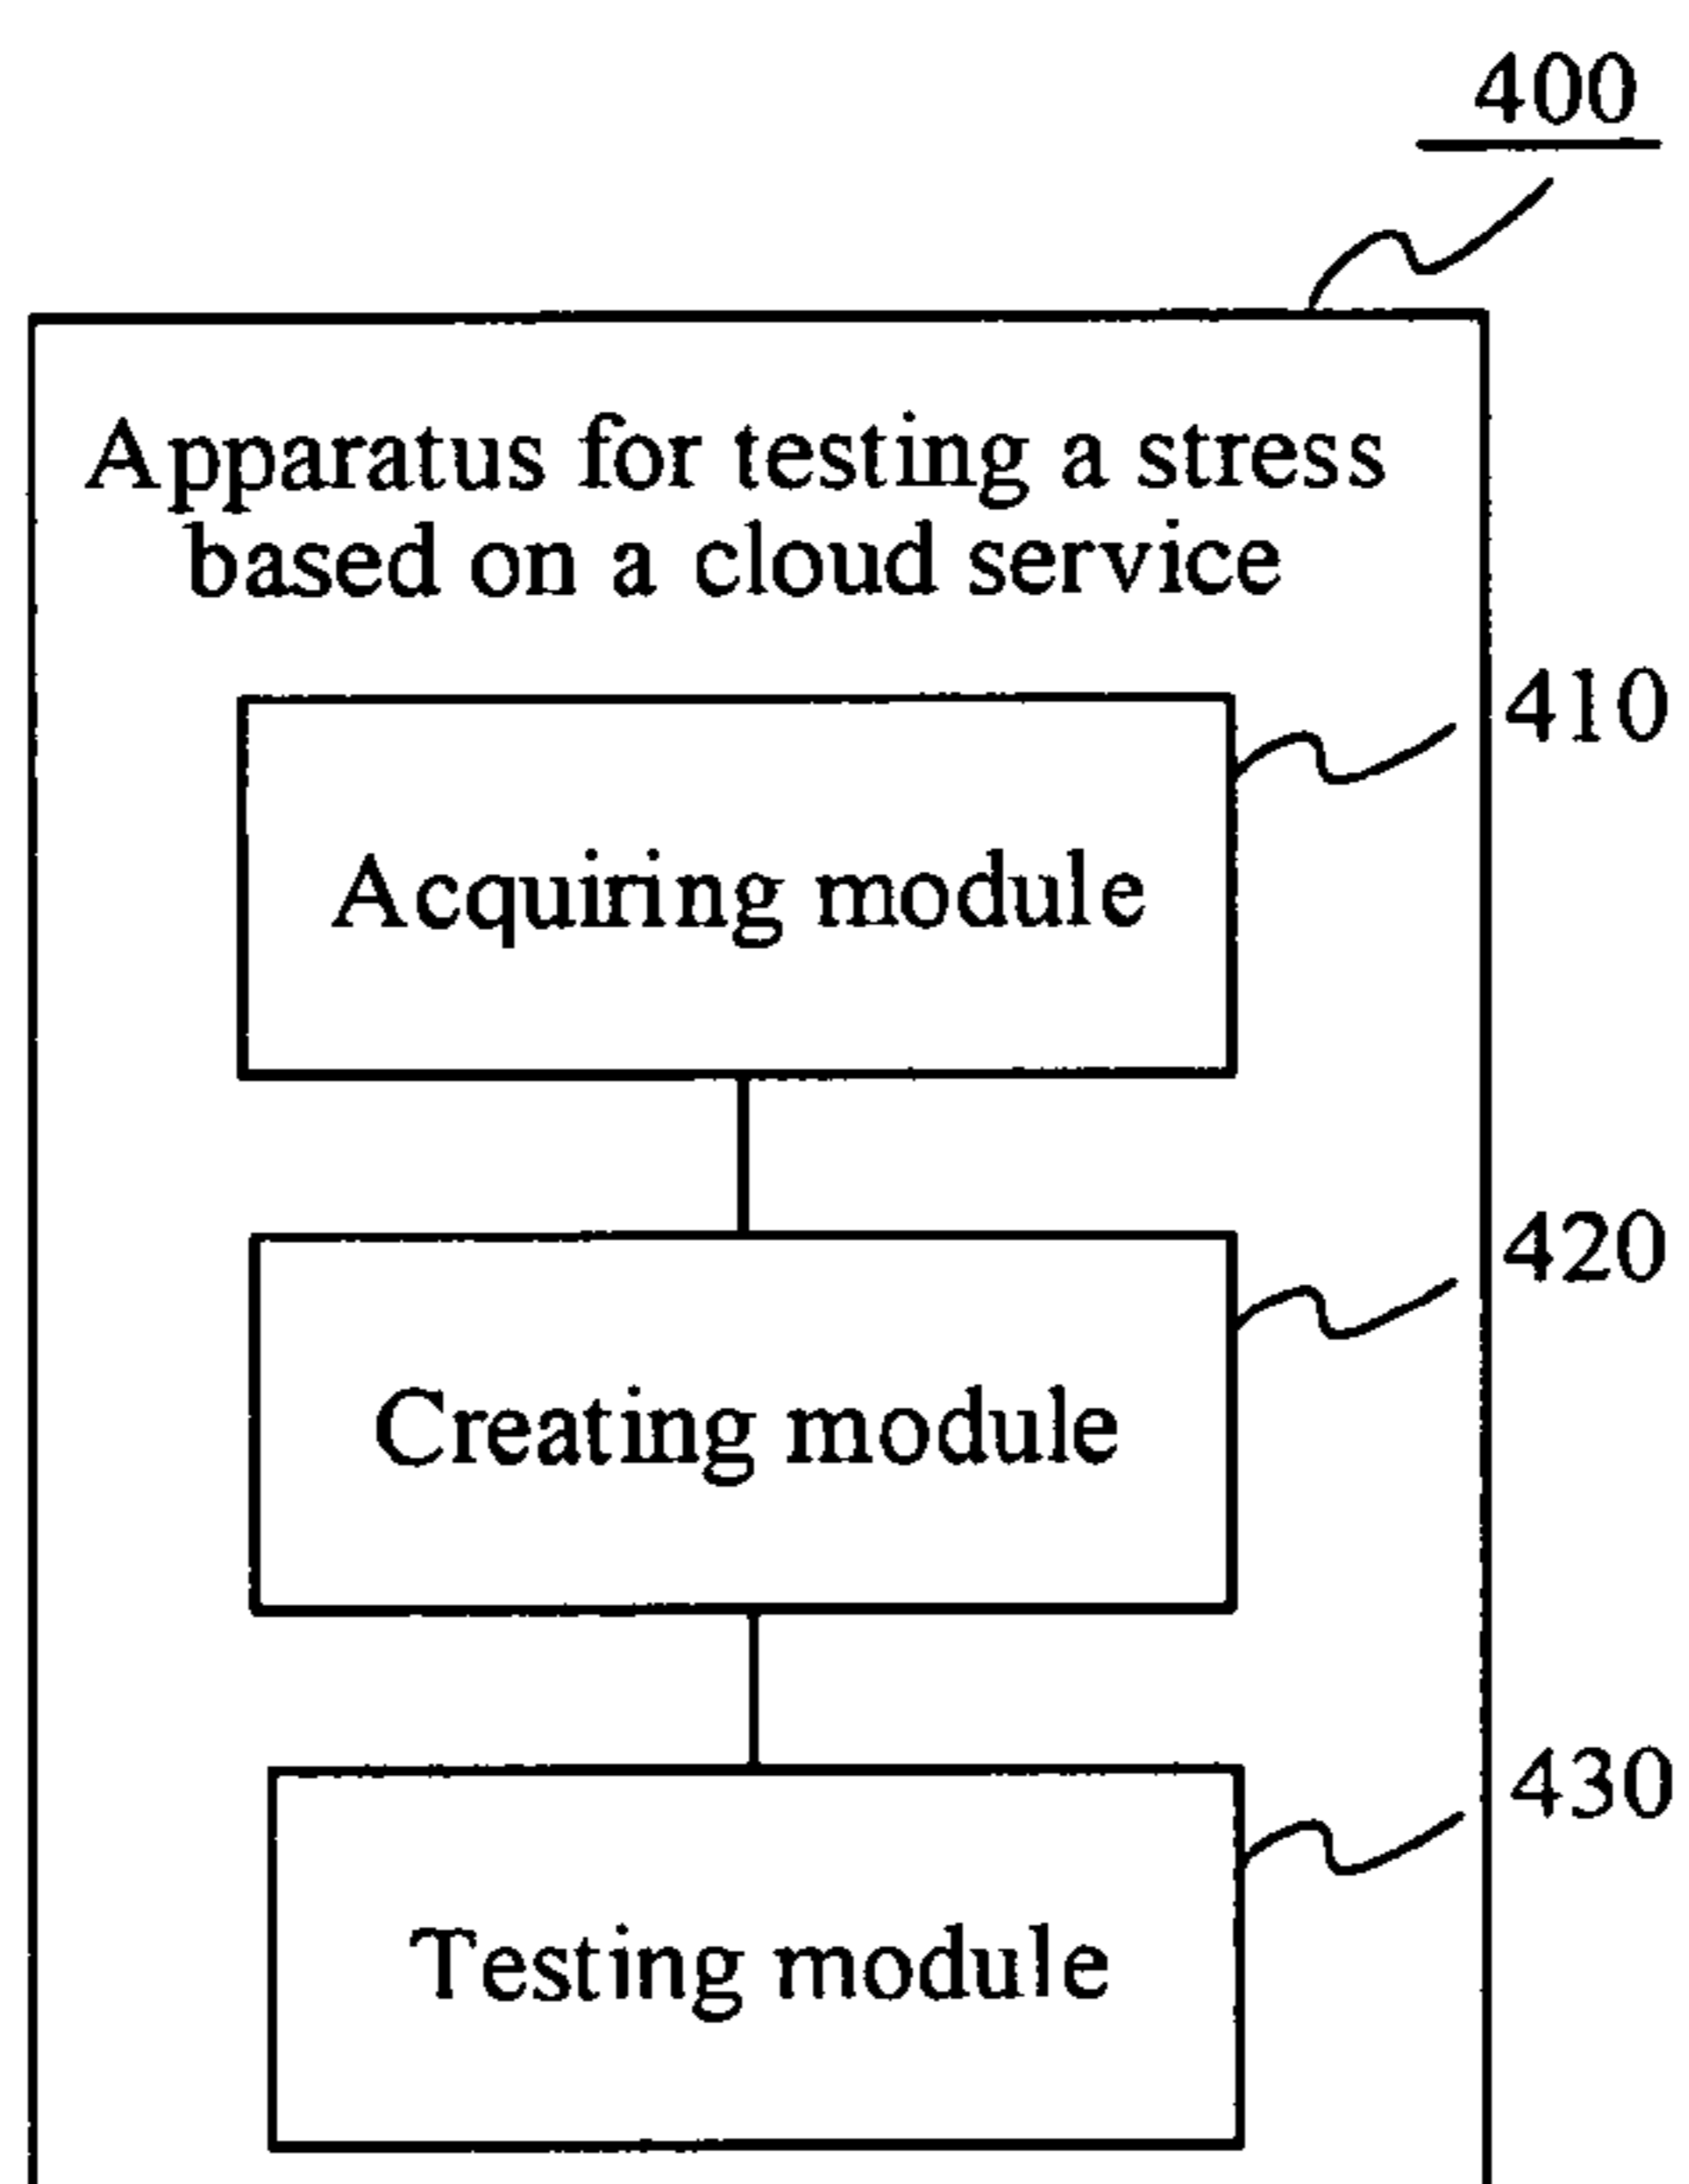 400
Apparatus for testing a stress
based on a cloud service
410
Acquiring module
420
Creating module
430
Testing module